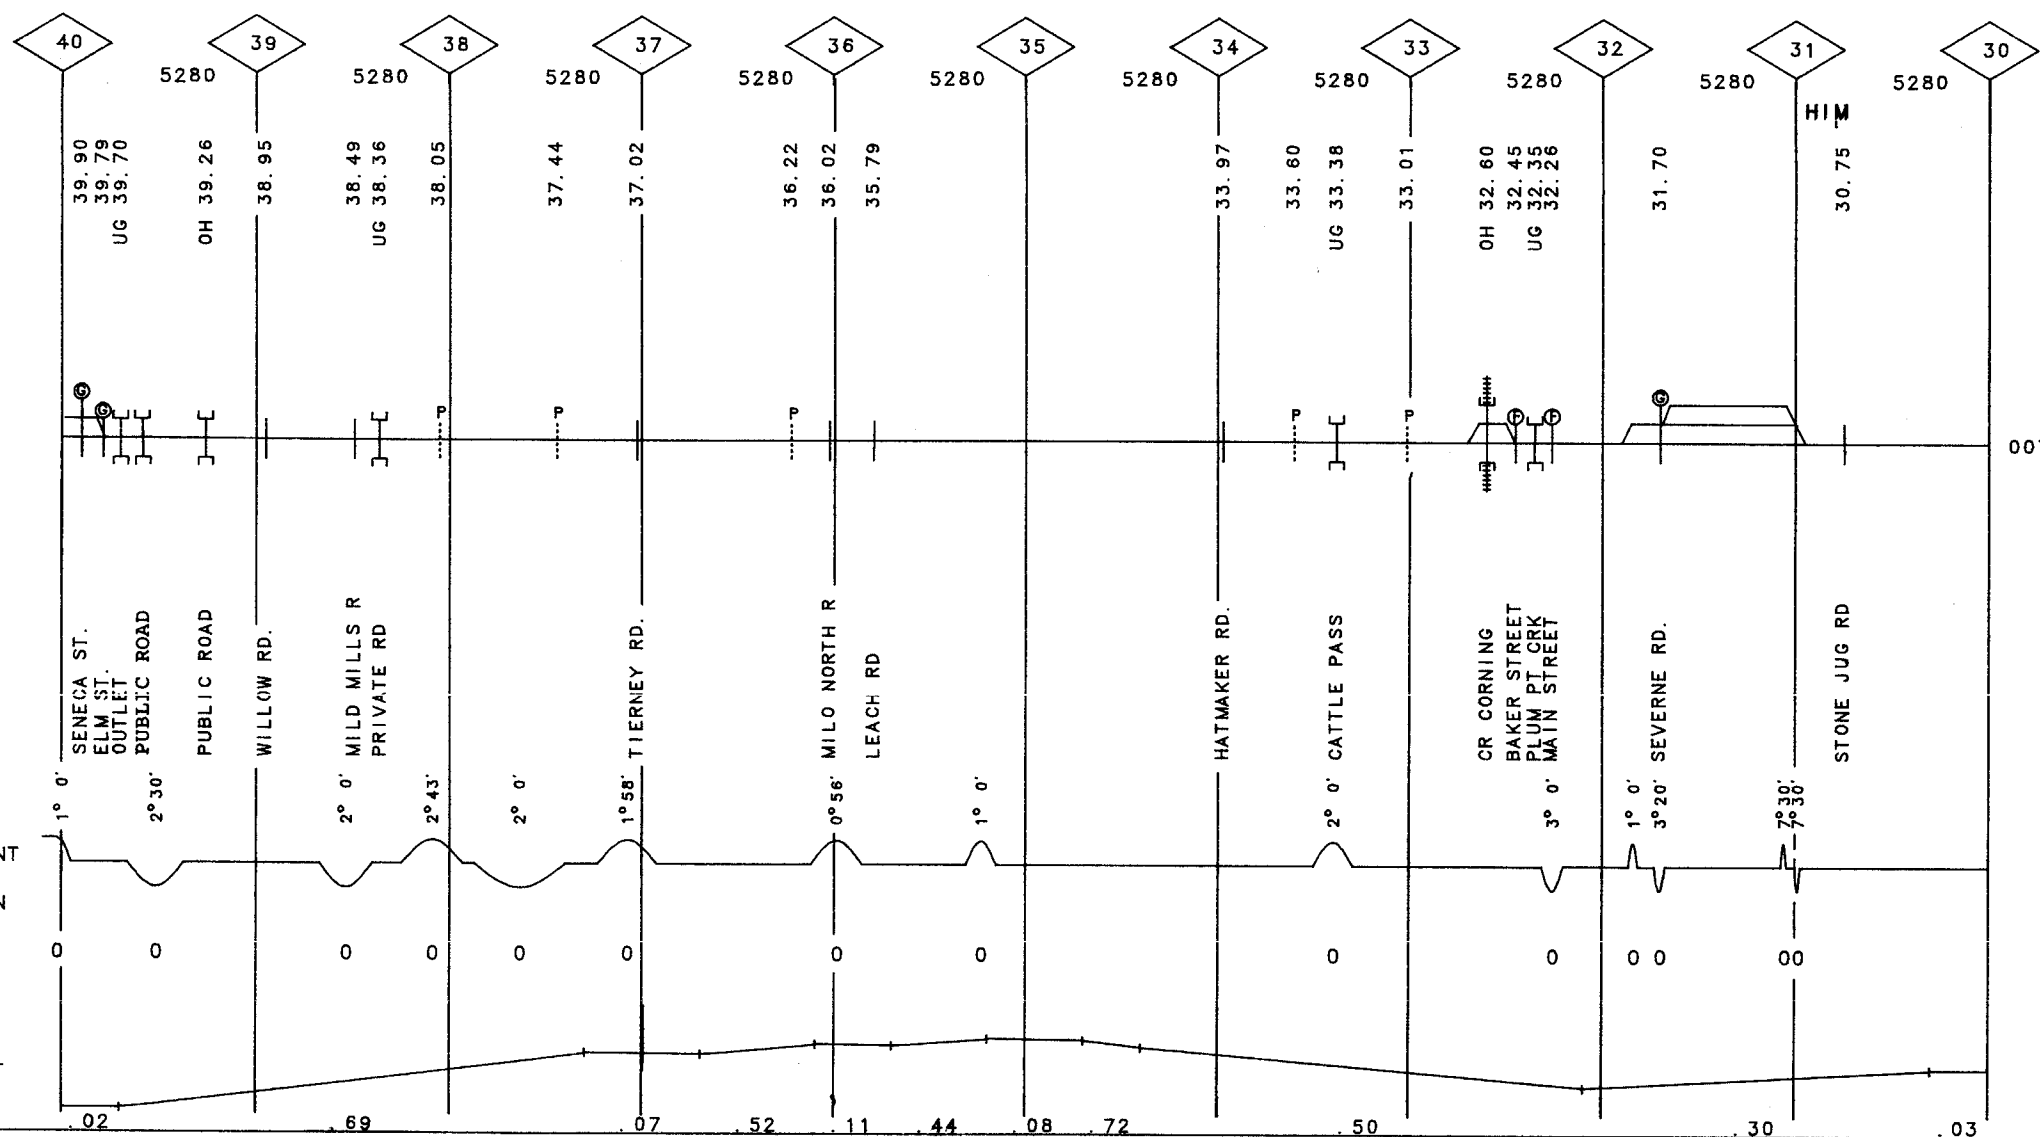 40 39 38 37 36 35 34 33 32 31 30
5280 5280 5280 5280 5280 5280 5280 5280 5280 5280
HIM
39.90
39.79
UG 39.70
OH 39.26
38.95
38.49
UG 38.36
38.05
37.44
37.02
36.22
36.02
35.79
33.97
33.60
UG 33.38
33.01
OH 32.60
32.45
UG 32.35
32.26
31.70
30.75
G G P P P P P F F G
00
SENECA ST.
ELM ST.
OUTLET
PUBLIC ROAD
PUBLIC ROAD
WILLOW RD.
MILD MILLS R
PRIVATE RD
TIERNEY RD.
MILO NORTH R
LEACH RD
HATMAKER RD.
CATTLE PASS
CR CORNING
BAKER STREET
PLUM PT CRK
MAIN STREET
SEVERNE RD.
STONE JUG RD
1° 0'
2°30'
2° 0'
2°43'
2° 0'
1°58'
0°56'
1° 0'
2° 0'
3° 0'
1° 0'
3°20'
7°30'
7°30'
NT
N
0 0 0 0 0 0 0 0 0 0 0 0 00
.02 .69 .07 .52 .11 .44 .08 .72 .50 .30 .03